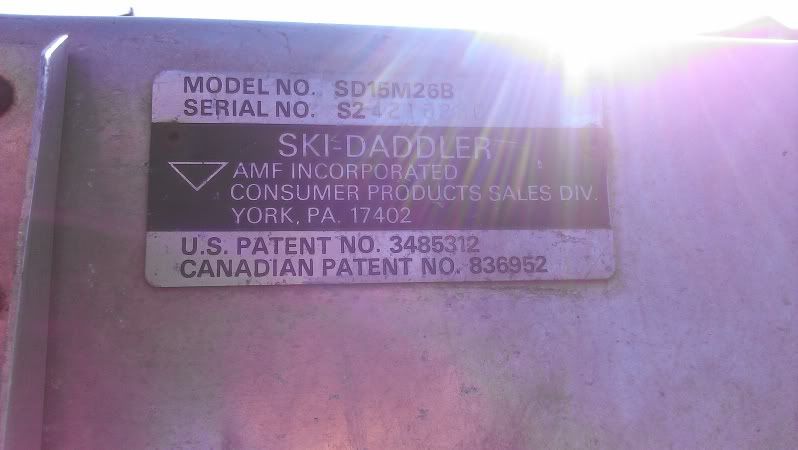 MODEL NO. SD15M26B
SERIAL NO.
SKI-DADDLER
AMF INCORPORATED
CONSUMER PRODUCTS SALES DIV.
YORK, PA. 17402
U.S. PATENT NO. 3485312
CANADIAN PATENT NO. 836952